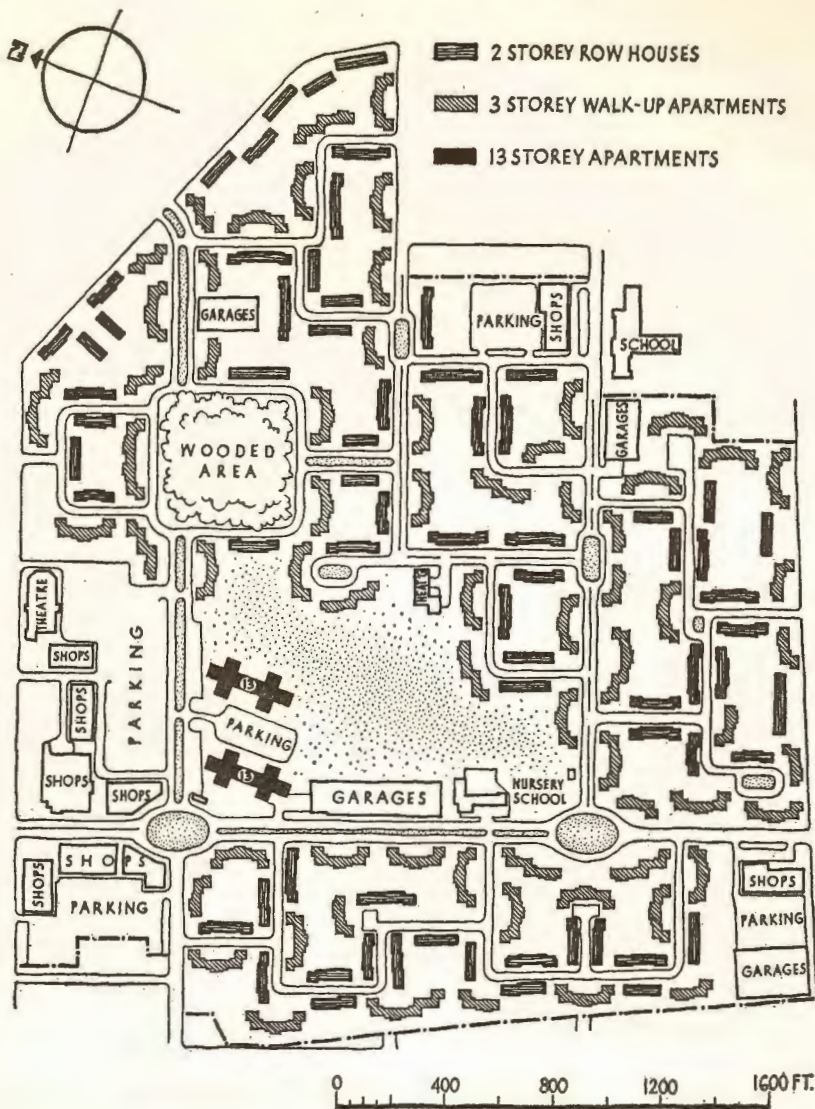 N
2 STOREY ROW HOUSES
3 STOREY WALK-UP APARTMENTS
13 STOREY APARTMENTS
GARAGES
PARKING
SHOPS
SCHOOL
GARAGES
WOODED
AREA
HEAT'G
THEATRE
SHOPS
PARKING
SHOPS
SHOPS
SHOPS
13
PARKING
13
GARAGES
NURSERY
SCHOOL
SHOPS
SHOPS
PARKING
SHOPS
PARKING
GARAGES
0 400 800 1200 1600 FT.